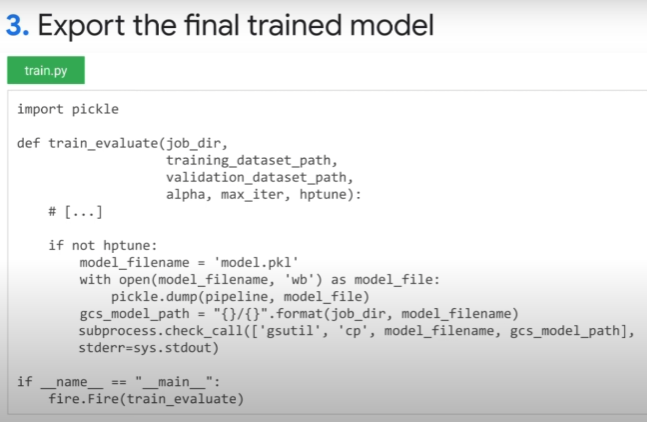 3. Export the final trained model
train.py
import pickle
def train_evaluate(job_dir,
                   training_dataset_path,
                   validation_dataset_path,
                   alpha, max_iter, hptune):
    # [...]
    if not hptune:
        model_filename = 'model.pkl'
        with open(model_filename, 'wb') as model_file:
            pickle.dump(pipeline, model_file)
        gcs_model_path = "{}/{}".format(job_dir, model_filename)
        subprocess.check_call(['gsutil', 'cp', model_filename, gcs_model_path],
        stderr=sys.stdout)
if __name__ == "__main__":
    fire.Fire(train_evaluate)